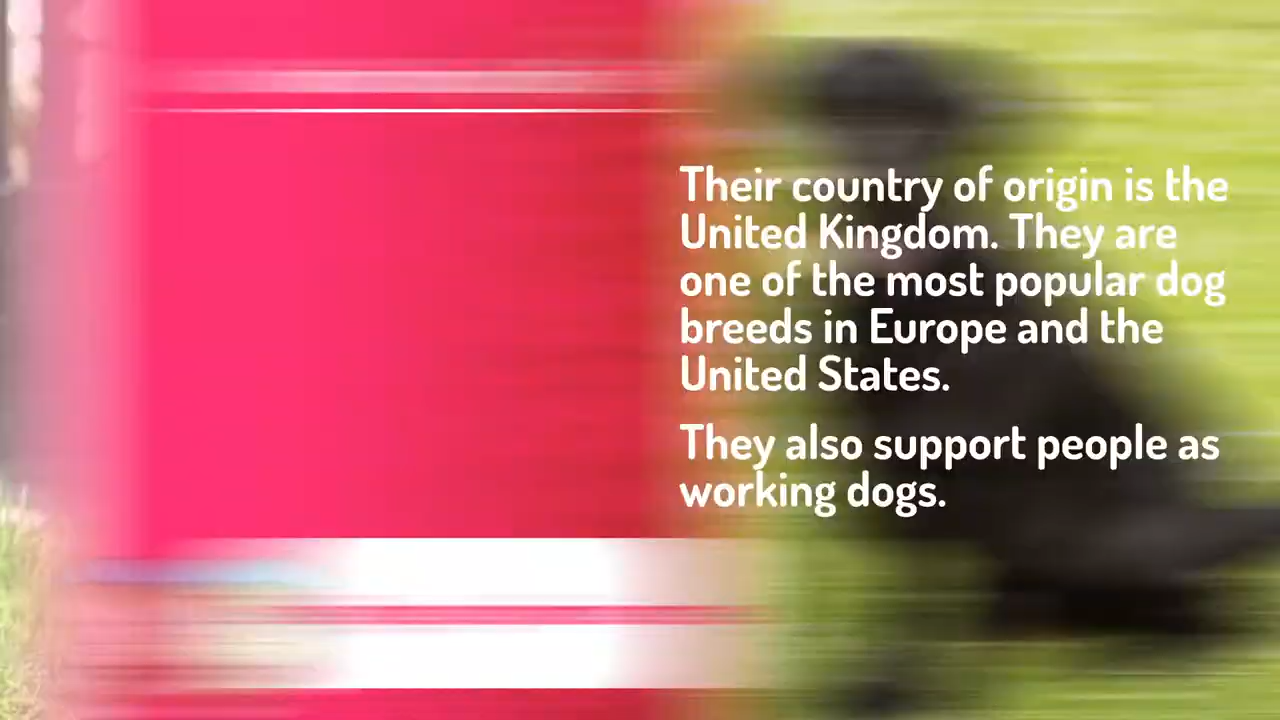 Their country of origin is the
United Kingdom. They are
one of the most popular dog
breeds in Europe and the
United States.
They also support people as
working dogs.